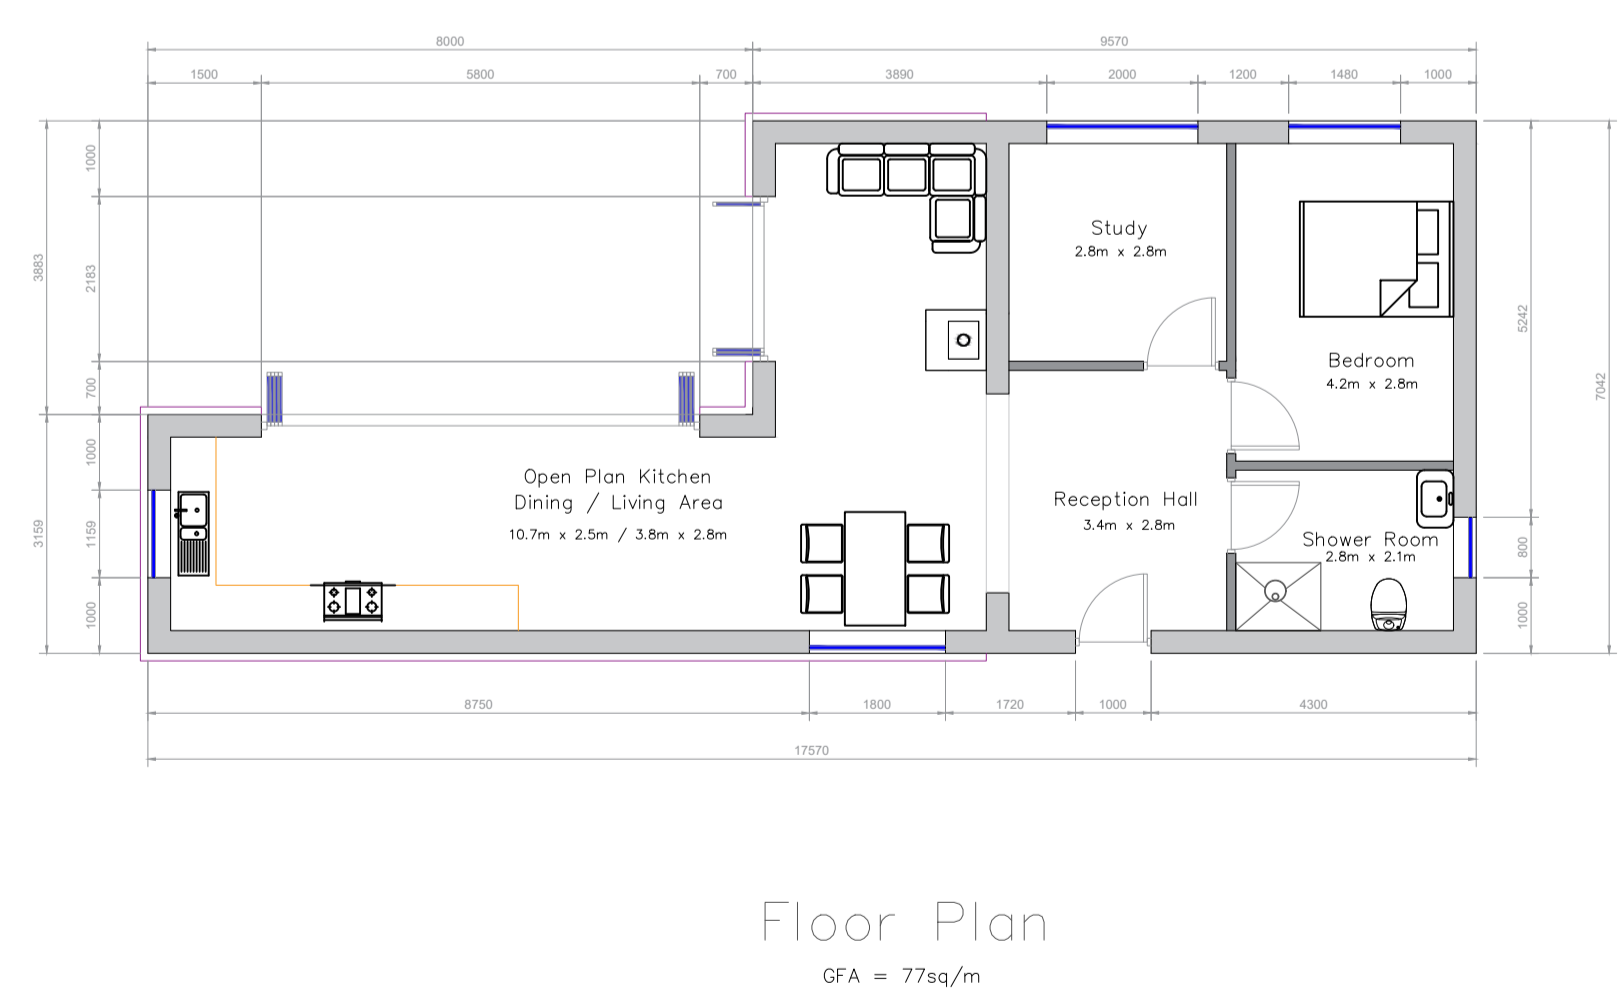 8000
9570
1500
5800
700
3890
2000
1200
1480
1000
3883
1000
2183
700
3159
1000
1159
1000
Study
2.8m x 2.8m
Bedroom
4.2m x 2.8m
Open Plan Kitchen
Dining / Living Area
10.7m x 2.5m / 3.8m x 2.8m
Reception Hall
3.4m x 2.8m
Shower Room
2.8m x 2.1m
5242
800
1000
7042
8750
1800
1720
1000
4300
17570
Floor Plan
GFA = 77sq/m